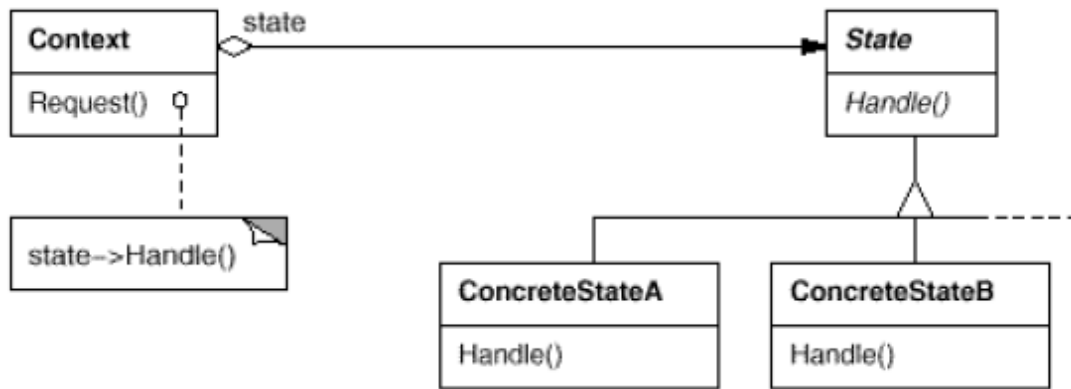 state
Context
State
Request()
Handle()
state->Handle()
ConcreteStateA
ConcreteStateB
Handle()
Handle()